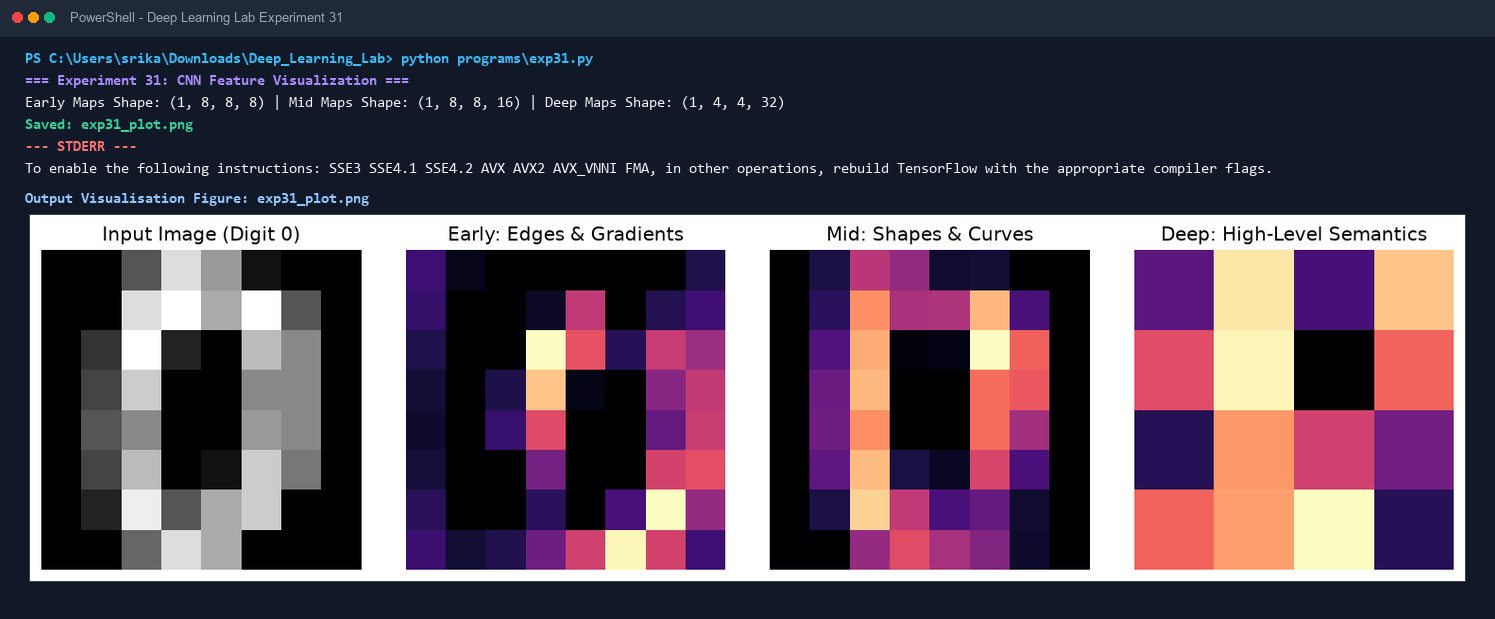 PowerShell - Deep Learning Lab Experiment 31
PS C:\Users\srika\Downloads\Deep_Learning_Lab> python programs\exp31.py
=== Experiment 31: CNN Feature Visualization ===
Early Maps Shape: (1, 8, 8, 8) | Mid Maps Shape: (1, 8, 8, 16) | Deep Maps Shape: (1, 4, 4, 32)
Saved: exp31_plot.png
--- STDERR ---
To enable the following instructions: SSE3 SSE4.1 SSE4.2 AVX AVX2 AVX_VNNI FMA, in other operations, rebuild TensorFlow with the appropriate compiler flags.
Output Visualisation Figure: exp31_plot.png
Input Image (Digit 0)
Early: Edges & Gradients
Mid: Shapes & Curves
Deep: High-Level Semantics